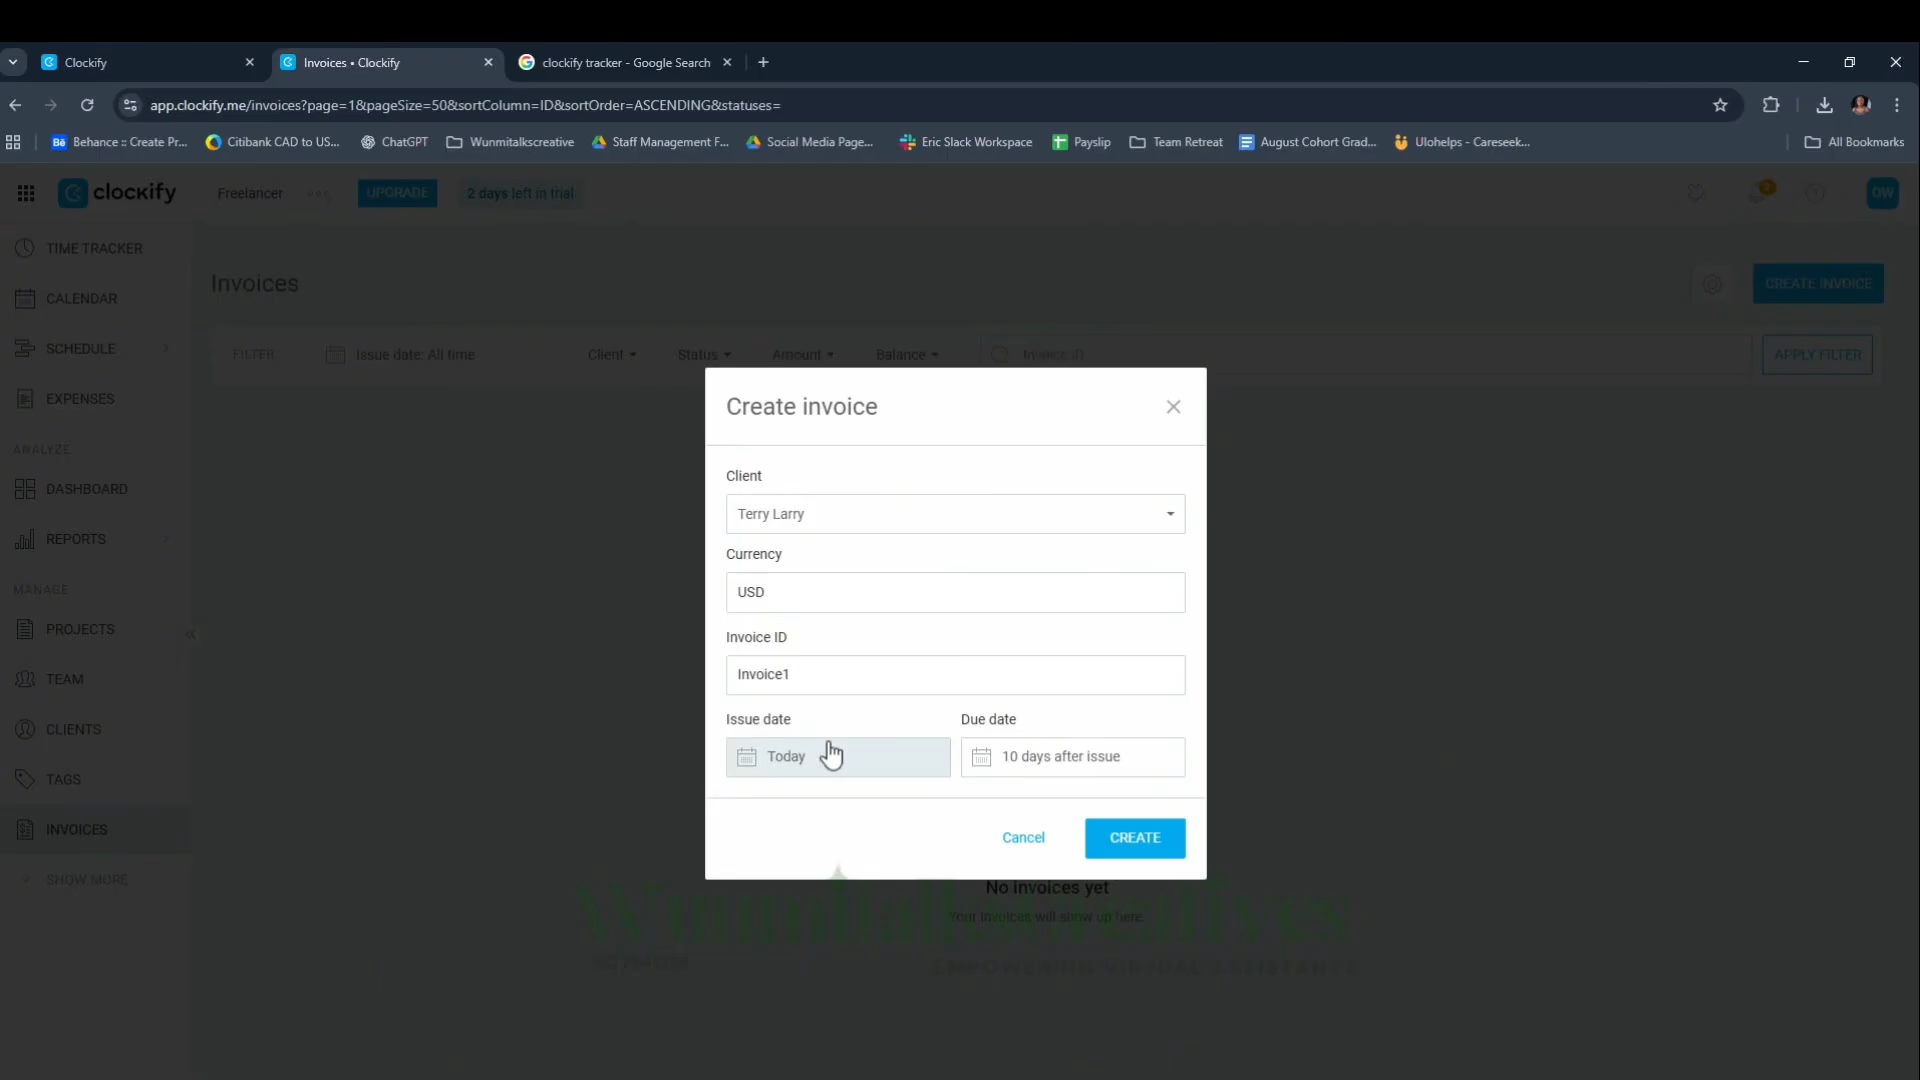 Clockify
Invoices • Clockify
clockify tracker - Google Search
app.clockify.me/invoices?page=1&pageSize=50&sortColumn=ID&sortOrder=ASCENDING&statuses=
Behance :: Create Pr...
Citibank CAD to US...
ChatGPT
Wunmitalkscreative
Staff Management F...
Social Media Page...
Eric Slack Workspace
Payslip
Team Retreat
August Cohort Grad...
Ulohelps - Careseek...
All Bookmarks
clockify
Freelancer
UPGRADE
2 days left in trial
OW
TIME TRACKER
CALENDAR
SCHEDULE
EXPENSES
ANALYZE
DASHBOARD
REPORTS
MANAGE
PROJECTS
TEAM
CLIENTS
TAGS
INVOICES
SHOW MORE
Invoices
CREATE INVOICE
FILTER
Issue date: All time
Client
Status
Amount
Balance
Invoice ID
APPLY FILTER
Create invoice
Client
Terry Larry
Currency
USD
Invoice ID
Invoice1
Issue date
Due date
Today
10 days after issue
Cancel
CREATE
No invoices yet
Your invoices will show up here.
Wunmitalkscreatives
EMPOWERING VIRTUAL ASSISTANTS